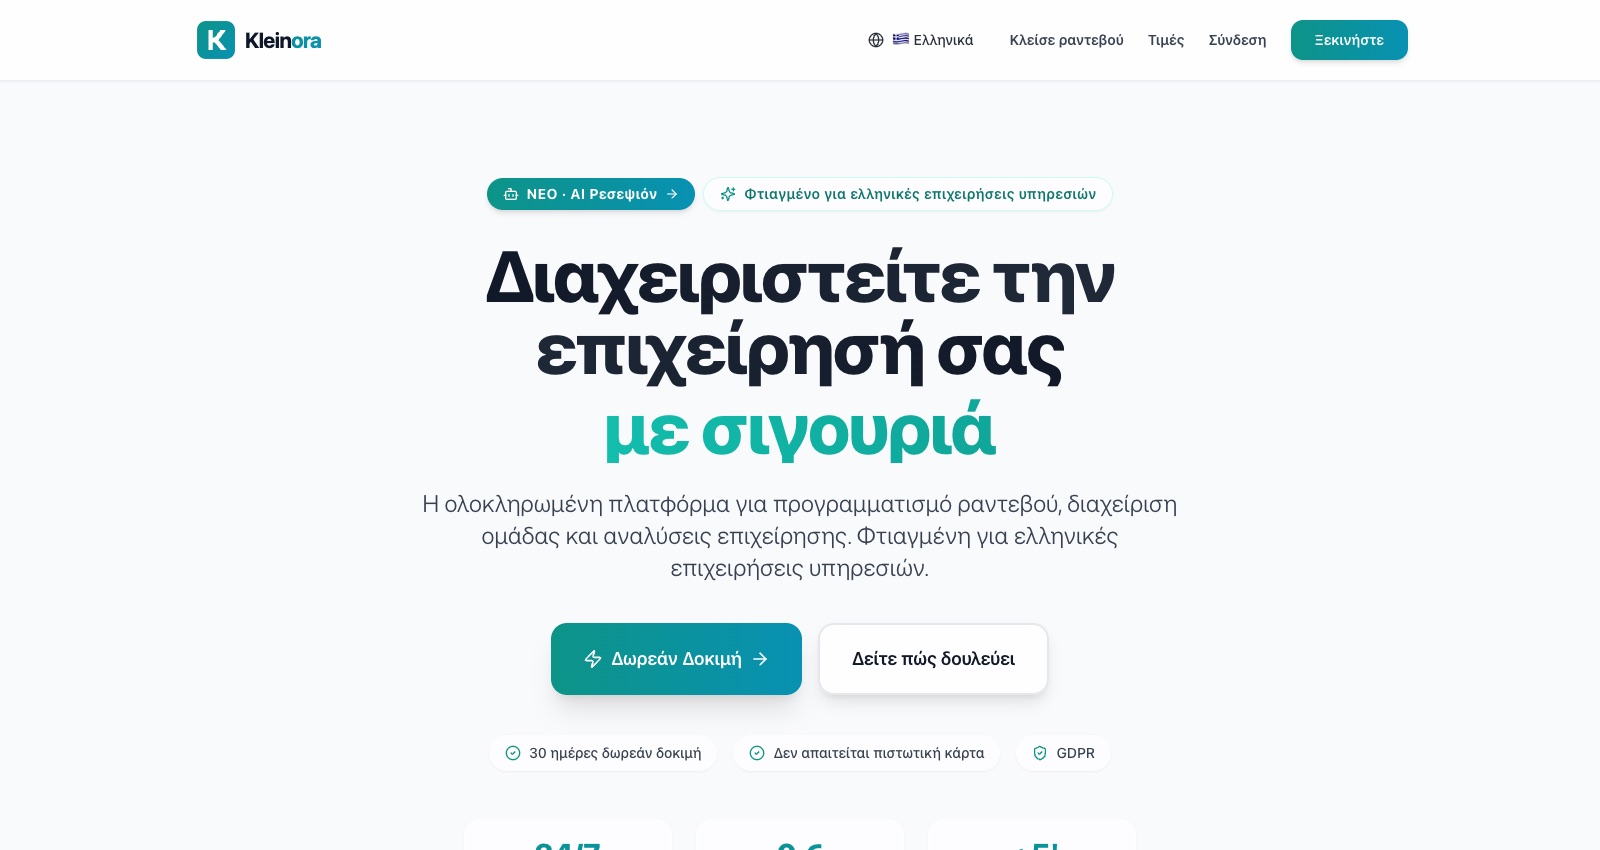 K Kleinora
Ελληνικά
Κλείσε ραντεβού
Τιμές
Σύνδεση
Ξεκινήστε
ΝΕΟ · AI Ρεσεψιόν
Φτιαγμένο για ελληνικές επιχειρήσεις υπηρεσιών
Διαχειριστείτε την
επιχείρησή σας
με σιγουριά
Η ολοκληρωμένη πλατφόρμα για προγραμματισμό ραντεβού, διαχείριση
ομάδας και αναλύσεις επιχείρησης. Φτιαγμένη για ελληνικές
επιχειρήσεις υπηρεσιών.
Δωρεάν Δοκιμή
Δείτε πώς δουλεύει
30 ημέρες δωρεάν δοκιμή
Δεν απαιτείται πιστωτική κάρτα
GDPR
24/7